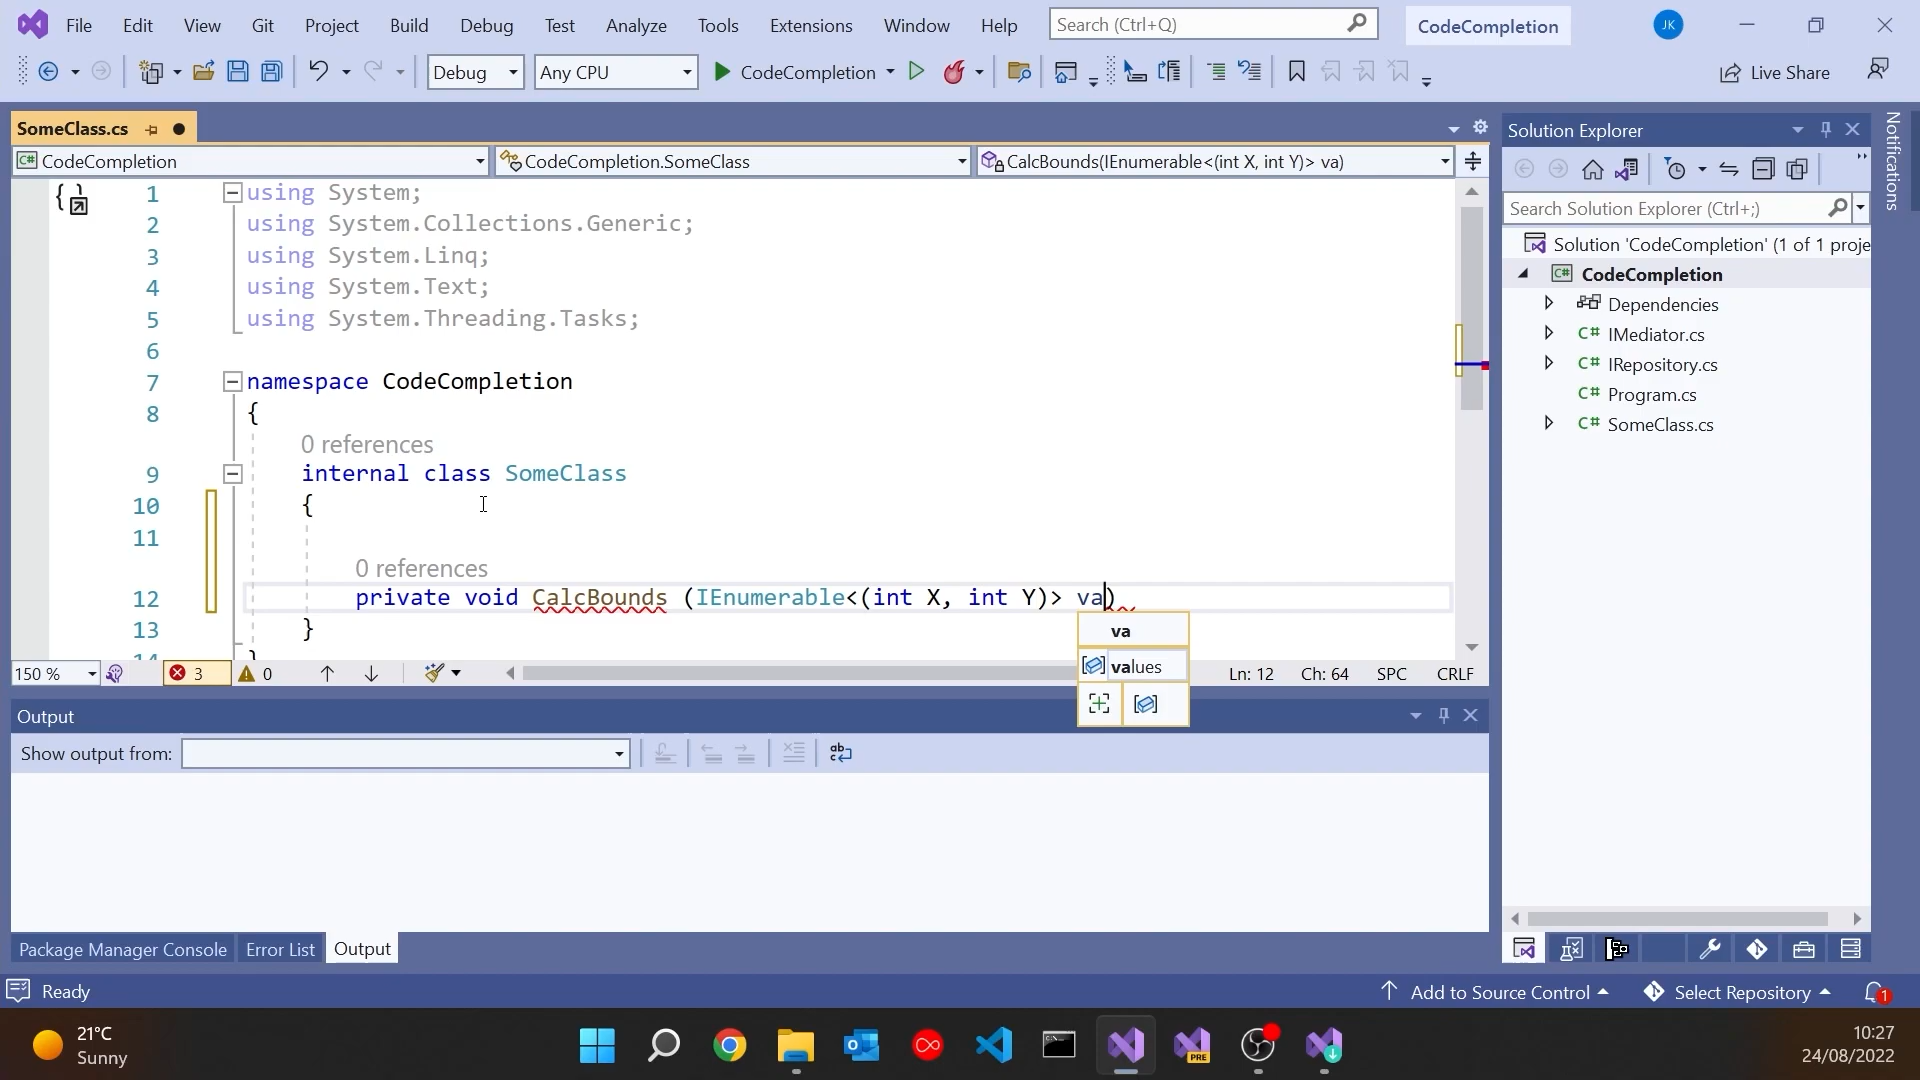 File Edit View Git Project Build Debug Test Analyze Tools Extensions Window Help Search (Ctrl+Q) CodeCompletion JK
Debug Any CPU CodeCompletion Live Share
SomeClass.cs
CodeCompletion CodeCompletion.SomeClass CalcBounds(IEnumerable<(int X, int Y)> va)
1 using System;
2 using System.Collections.Generic;
3 using System.Linq;
4 using System.Text;
5 using System.Threading.Tasks;
6
7 namespace CodeCompletion
8 {
0 references
9 internal class SomeClass
10 {
11
0 references
12 private void CalcBounds (IEnumerable<(int X, int Y)> va)
13 }
14 }
va
values
150 % 3 0 Ln: 12 Ch: 64 SPC CRLF
Output
Show output from:
Package Manager Console Error List Output
Solution Explorer
Search Solution Explorer (Ctrl+;)
Solution 'CodeCompletion' (1 of 1 proje
C# CodeCompletion
Dependencies
C# IMediator.cs
C# IRepository.cs
C# Program.cs
C# SomeClass.cs
Notifications
Ready Add to Source Control Select Repository 1
21°C
Sunny
PRE
10:27
24/08/2022